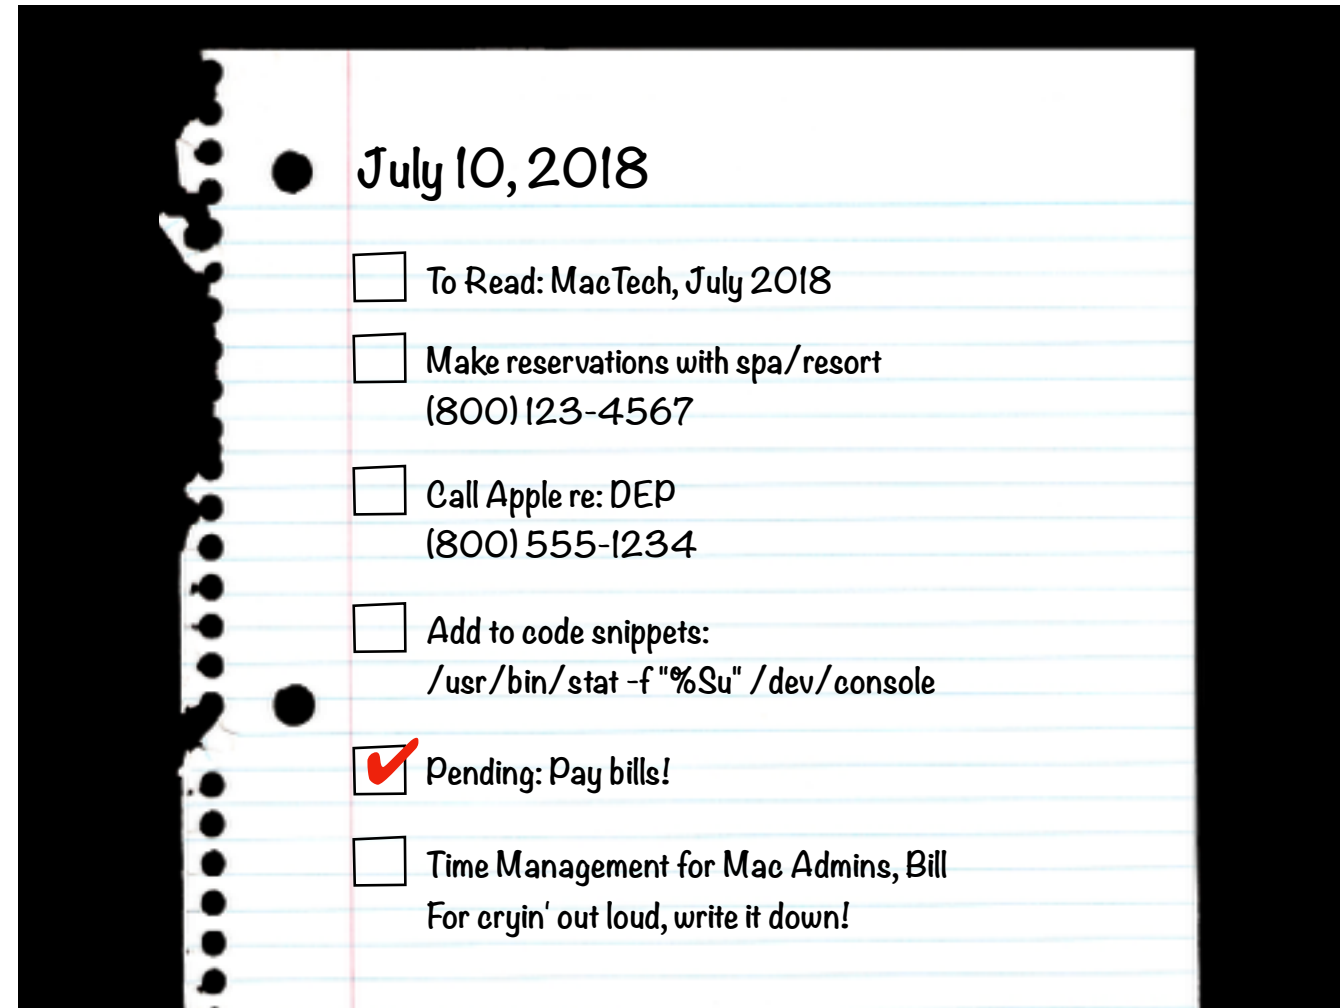 July 10, 2018
To Read: MacTech, July 2018
Make reservations with spa/resort
(800) 123-4567
Call Apple re: DEP
(800) 555-1234
Add to code snippets:
/usr/bin/stat -f "%Su" /dev/console
Pending: Pay bills!
Time Management for Mac Admins, Bill
For cryin' out loud, write it down!